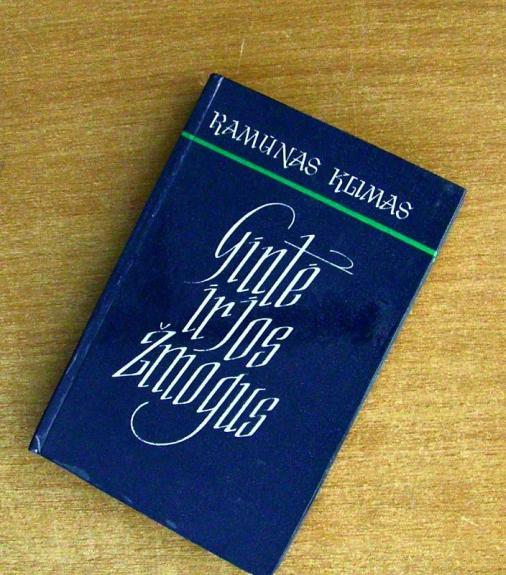 RAMŪNAS KLIMAS
Gintė
ir jos
žmogus